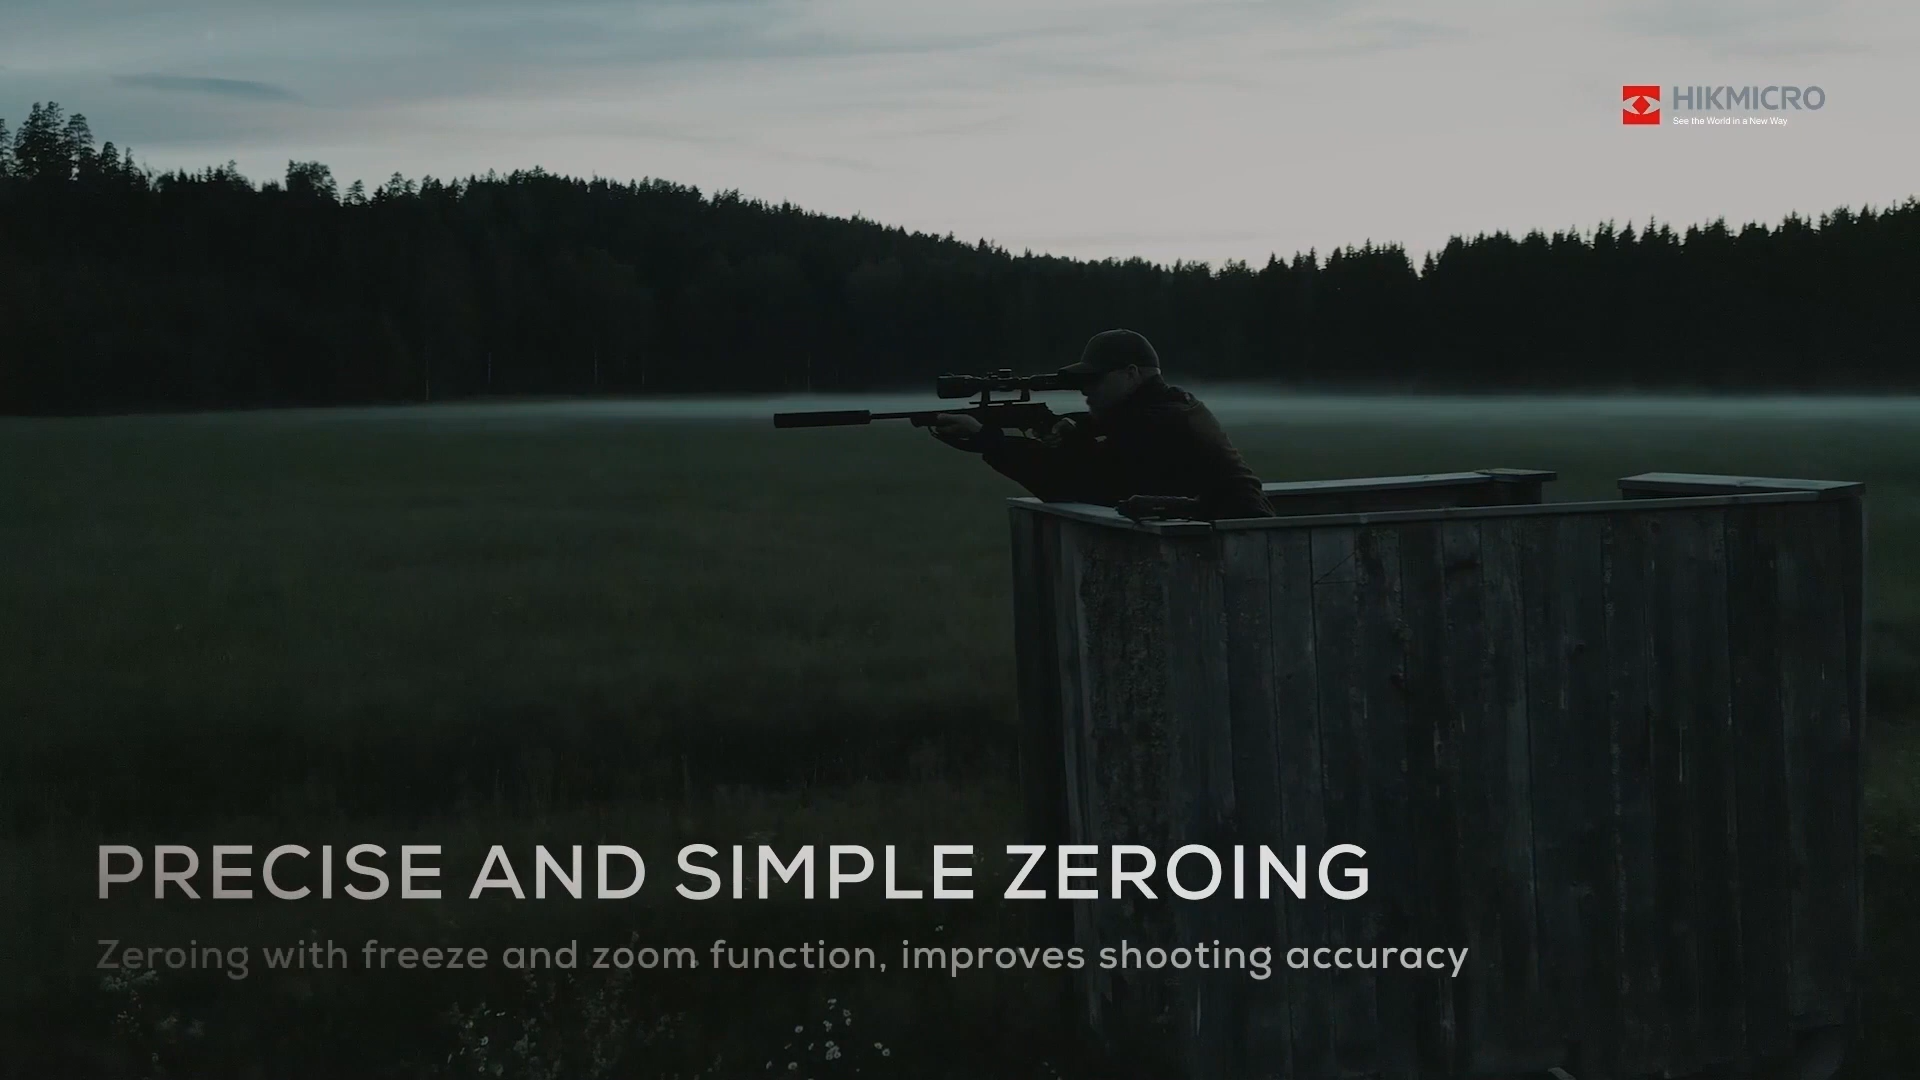 HIKMICRO
See the World in a New Way
PRECISE AND SIMPLE ZEROING
Zeroing with freeze and zoom function, improves shooting accuracy